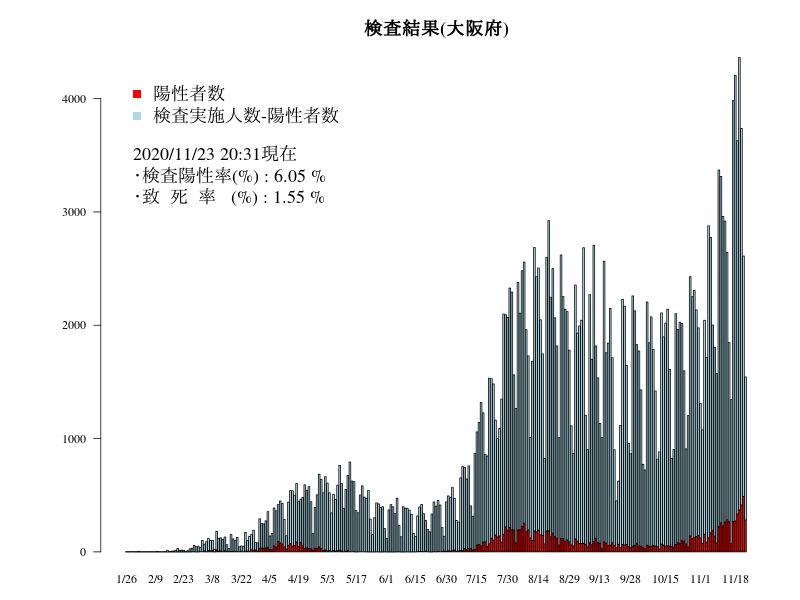 検査結果(大阪府)
陽性者数
検査実施人数-陽性者数
2020/11/23 20:31現在
・検査陽性率(%) : 6.05 %
・致 死 率 (%) : 1.55 %
4000
3000
2000
1000
0
1/26 2/9 2/23 3/8 3/22 4/5 4/19 5/3 5/17 6/1 6/15 6/30 7/15 7/30 8/14 8/29 9/13 9/28 10/15 11/1 11/18